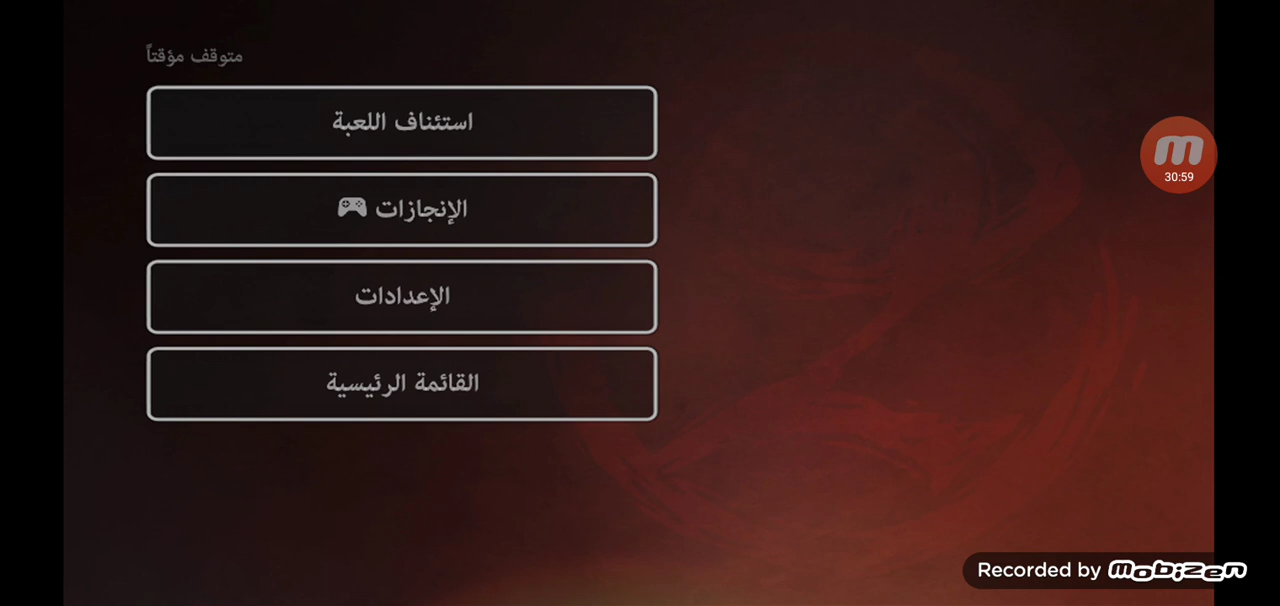 متوقف مؤقتاً
استئناف اللعبة
الإنجازات
الإعدادات
القائمة الرئيسية
m
30:59
Recorded by mobizen